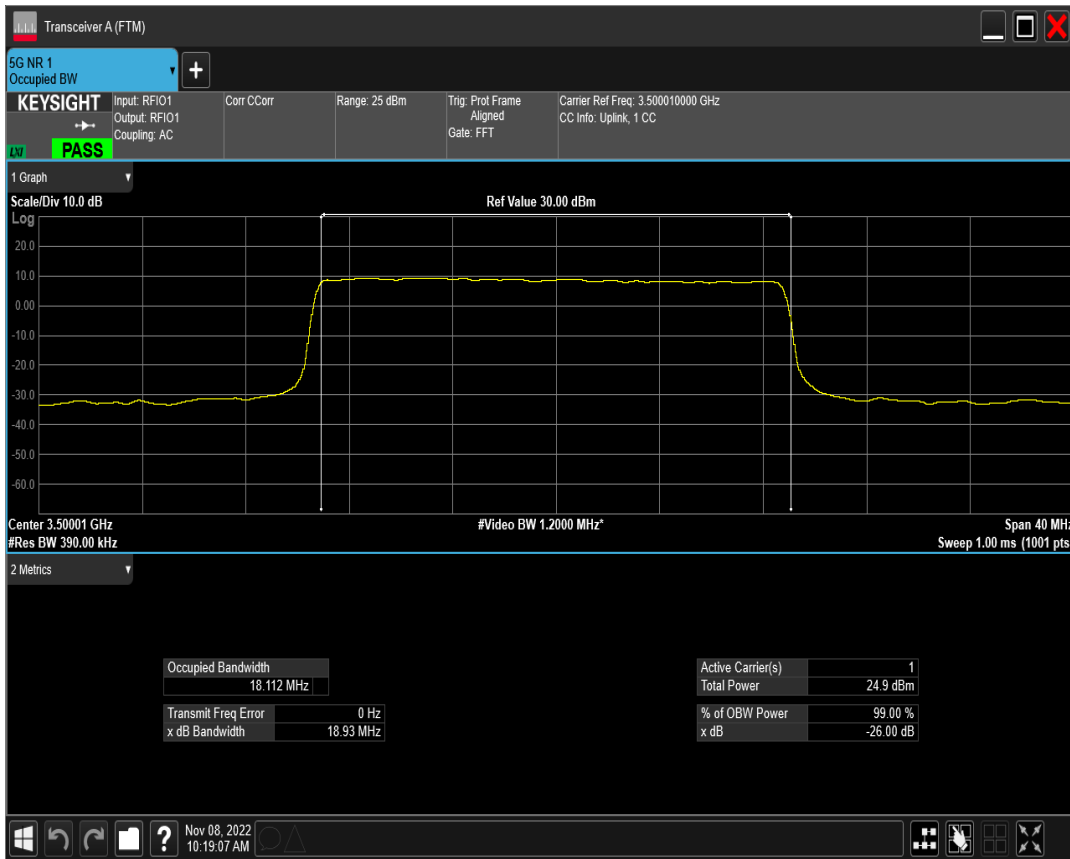 Transceiver A (FTM)
5G NR 1
Occupied BW
+
KEYSIGHT
LXI
PASS
Input: RFIO1
Output: RFIO1
Coupling: AC
Corr CCorr
Range: 25 dBm
Trig: Prot Frame
Aligned
Gate: FFT
Carrier Ref Freq: 3.500010000 GHz
CC Info: Uplink, 1 CC
1 Graph
Scale/Div 10.0 dB
Ref Value 30.00 dBm
Log
20.0
10.0
0.00
-10.0
-20.0
-30.0
-40.0
-50.0
-60.0
Center 3.50001 GHz
#Video BW 1.2000 MHz*
Span 40 MHz
#Res BW 390.00 kHz
Sweep 1.00 ms (1001 pts
2 Metrics
Occupied Bandwidth
18.112 MHz
Transmit Freq Error 0 Hz
x dB Bandwidth 18.93 MHz
Active Carrier(s) 1
Total Power 24.9 dBm
% of OBW Power 99.00 %
x dB -26.00 dB
?
Nov 08, 2022
10:19:07 AM